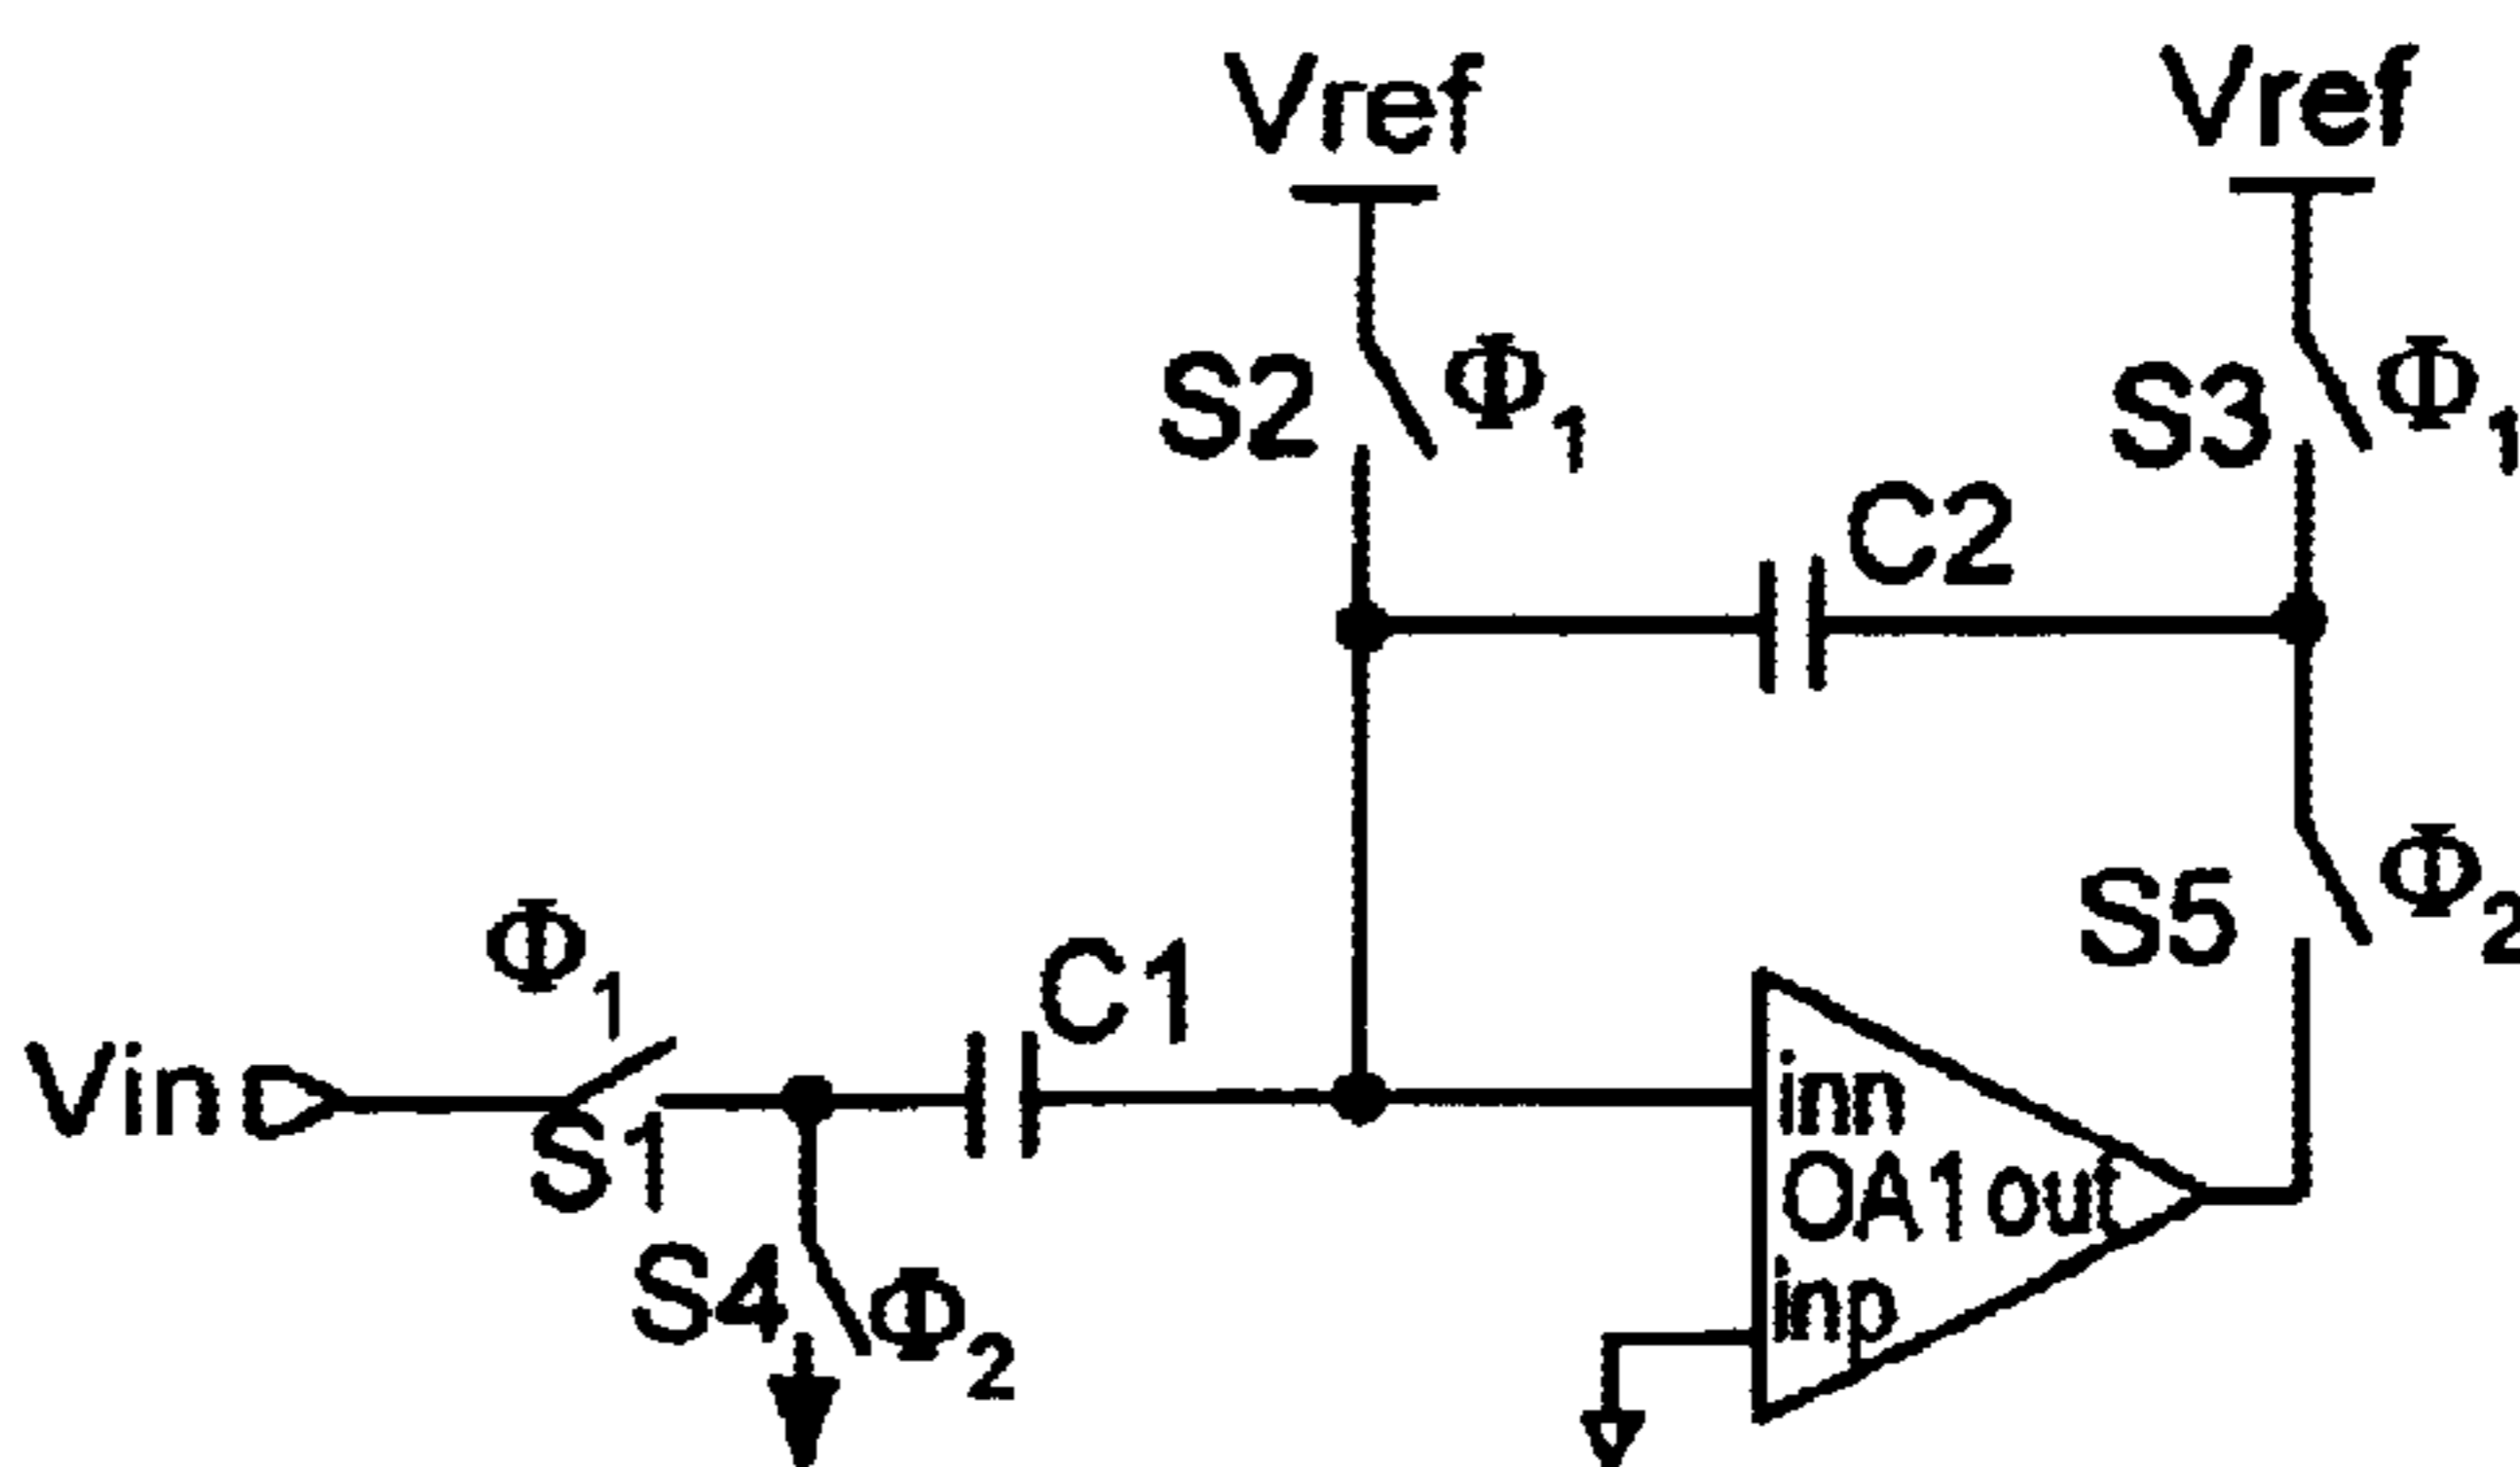 Vref
Vref
S2
Φ1
S3
Φ1
C2
S5
Φ2
Φ1
C1
Vin
S1
inn
OA1out
inp
S4
Φ2